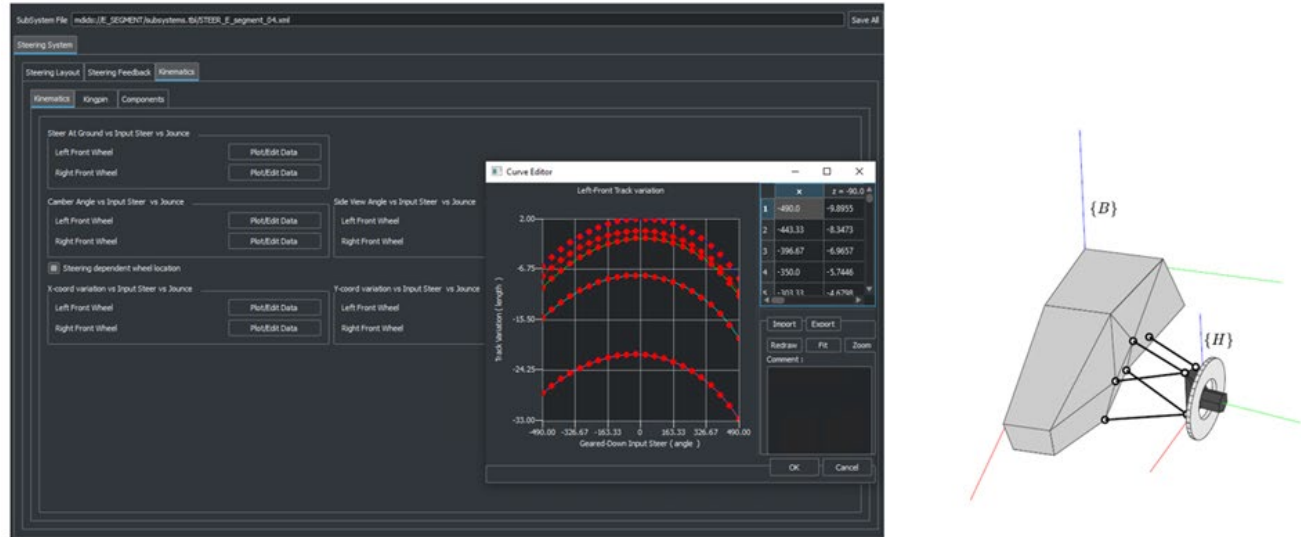 SubSystem File mdids://E_SEGMENT/subsystems.tbl/STEER_E_segment_04.xml Save All
Steering System
Steering Layout Steering Feedback Kinematics
Kinematics Kingpin Components
Steer At Ground vs Input Steer vs Jounce
Left Front Wheel Plot/Edit Data
Right Front Wheel Plot/Edit Data
Camber Angle vs Input Steer vs Jounce Side View Angle vs Input Steer vs Jounce
Left Front Wheel Plot/Edit Data Left Front Wheel
Right Front Wheel Plot/Edit Data Right Front Wheel
Steering dependent wheel location
X-coord variation vs Input Steer vs Jounce Y-coord variation vs Input Steer vs Jounce
Left Front Wheel Plot/Edit Data Left Front Wheel
Right Front Wheel Plot/Edit Data Right Front Wheel
Curve Editor
Left-Front Track variation
2.00
-6.75
-15.50
-24.25
-33.00
Track Variation ( length )
-490.00 -326.67 -163.33 0 163.33 326.67 490.00
Geared-Down Input Steer ( angle )
x z = -90.0
1 -490.0 -9.8955
2 -443.33 -8.3473
3 -396.67 -6.9657
4 -350.0 -5.7446
5 -303.33 -4.6798
Import Export
Redraw Fit Zoom
Comment :
OK Cancel
{B}
{H}